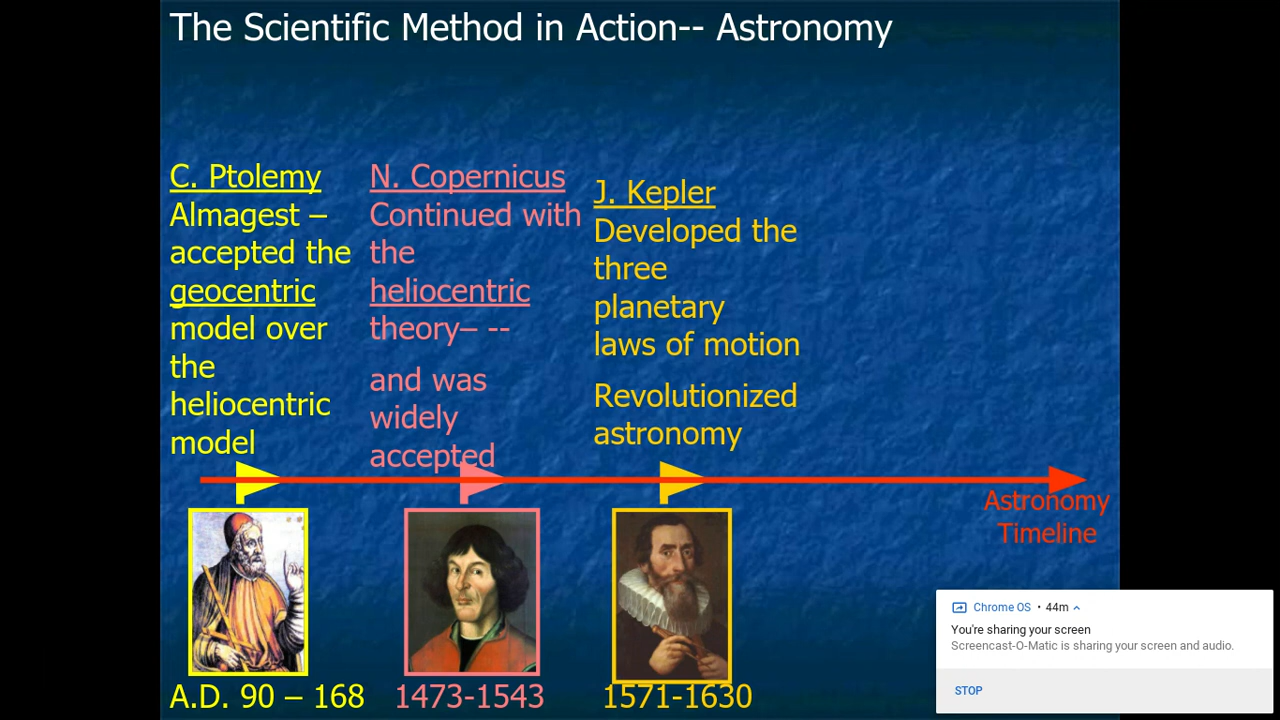 The Scientific Method in Action-- Astronomy
C. Ptolemy
Almagest –
accepted the
geocentric
model over
the
heliocentric
model
N. Copernicus
Continued with
the
heliocentric
theory– --
and was
widely
accepted
J. Kepler
Developed the
three
planetary
laws of motion
Revolutionized
astronomy
Astronomy
Timeline
A.D. 90 – 168
1473-1543
1571-1630
Chrome OS • 44m
You're sharing your screen
Screencast-O-Matic is sharing your screen and audio.
STOP